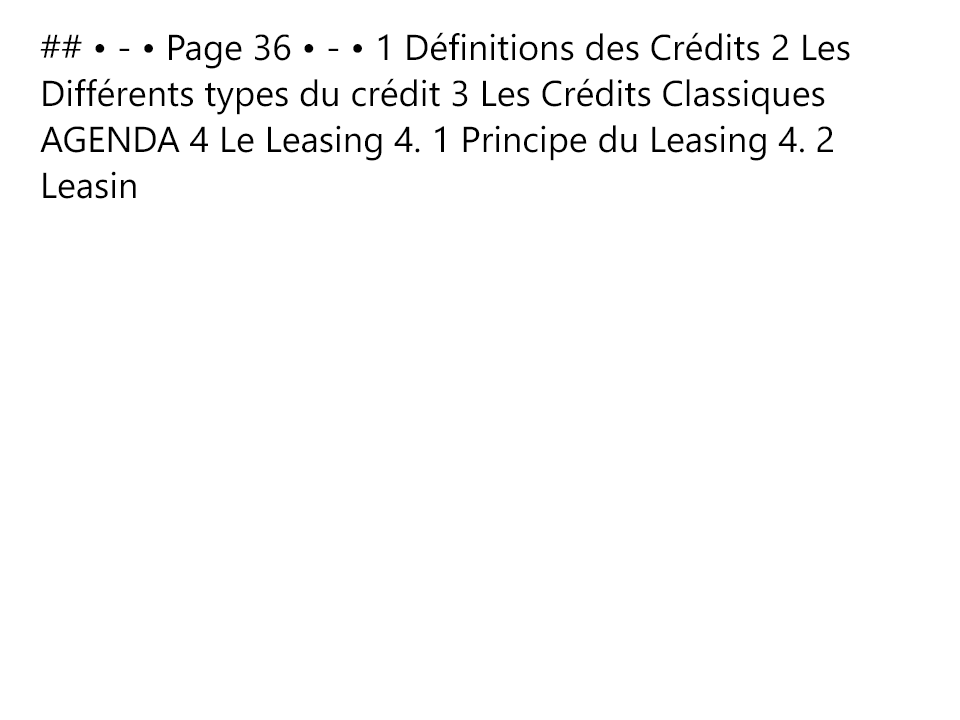 ## • - • Page 36 • - • 1 Définitions des Crédits 2 Les
Différents types du crédit 3 Les Crédits Classiques
AGENDA 4 Le Leasing 4. 1 Principe du Leasing 4. 2
Leasin